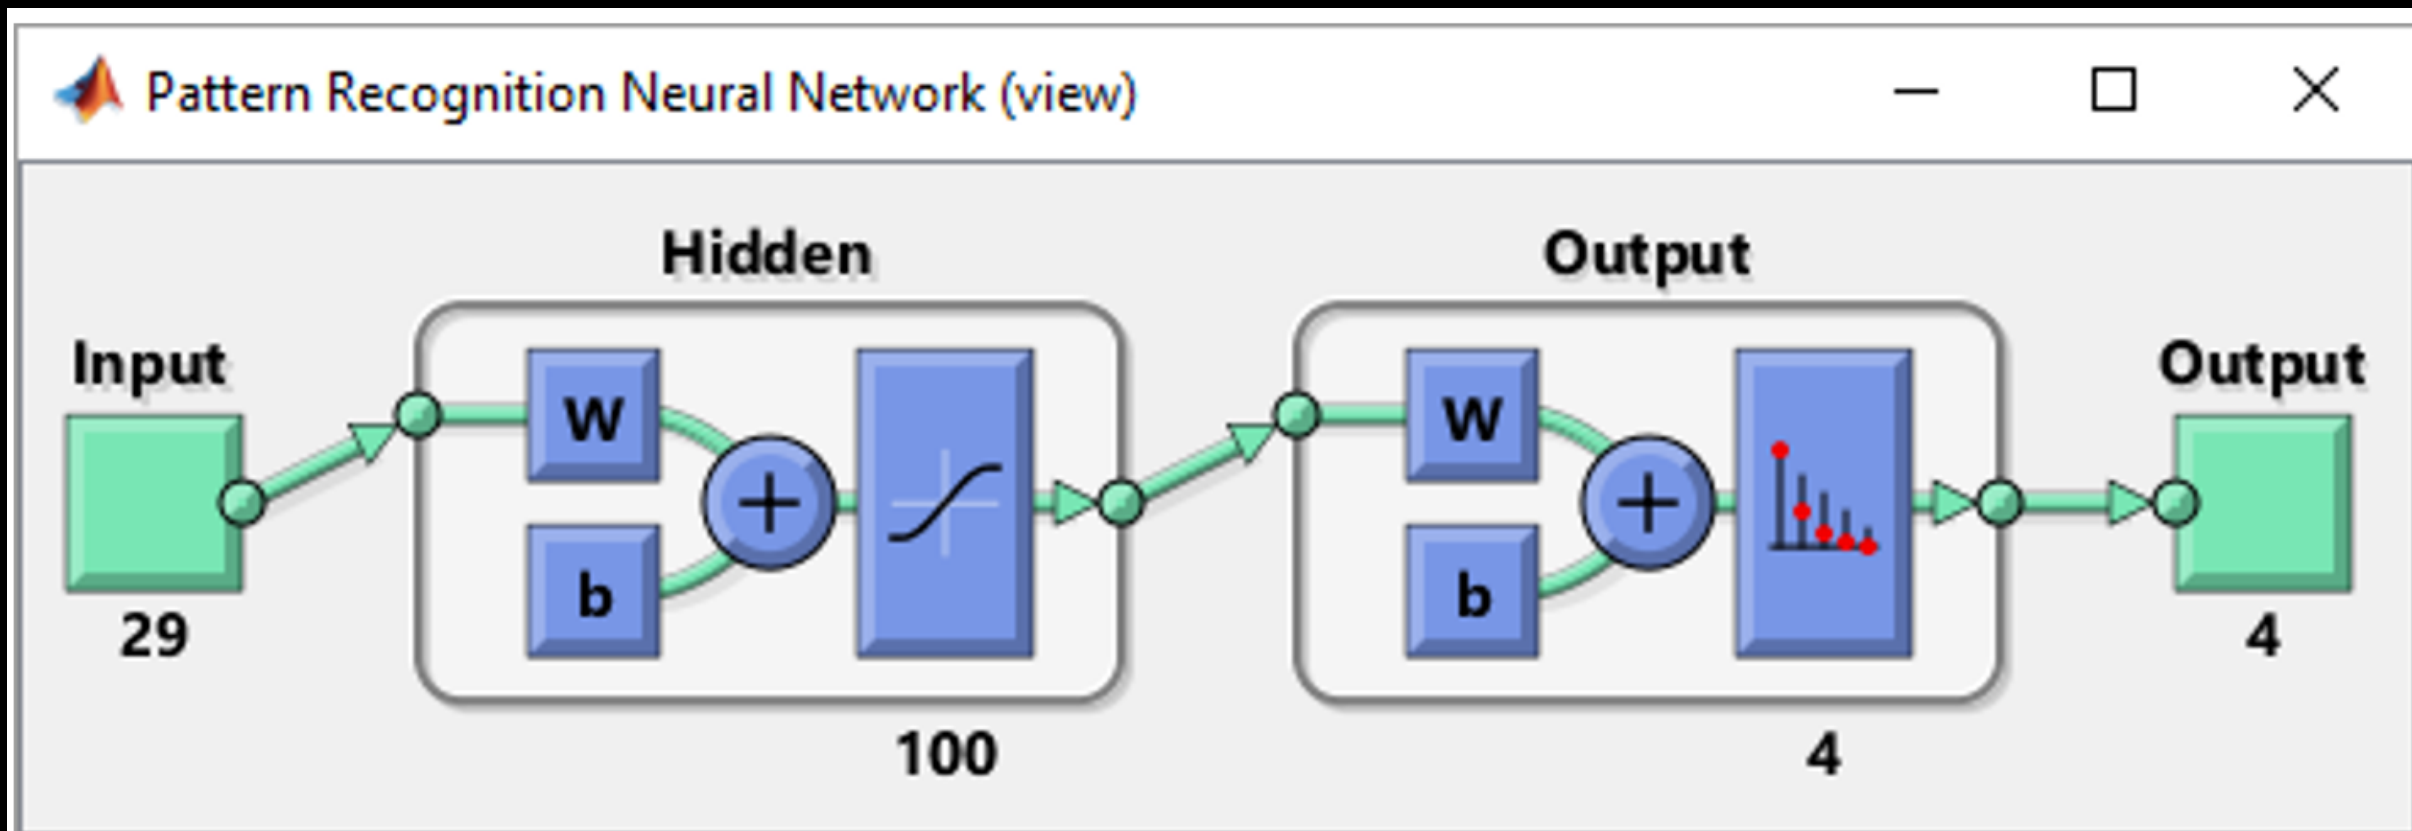 Pattern Recognition Neural Network (view)
Hidden
Output
Input
Output
W
W
b
b
29
4
100
4